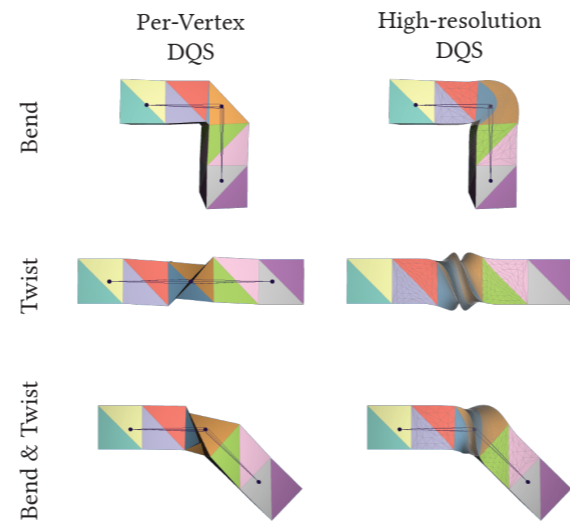 Per-Vertex
DQS
High-resolution
DQS
Bend
Twist
Bend & Twist